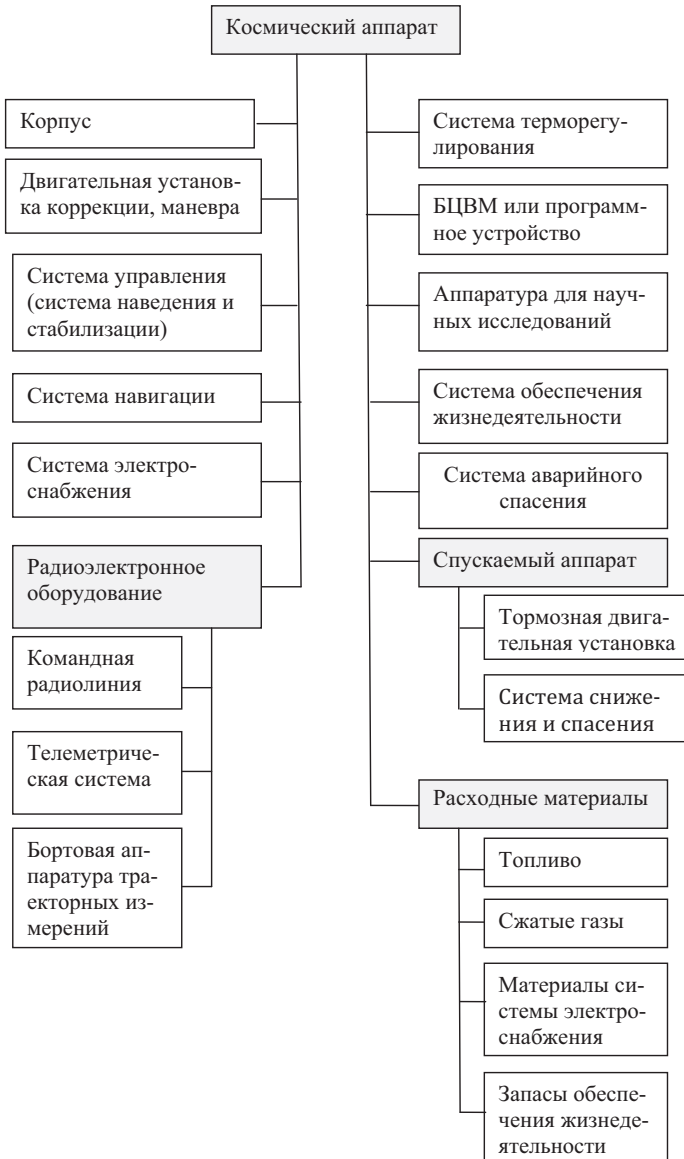 Космический аппарат
Корпус
Двигательная установ-
ка коррекции, маневра
Система управления
(система наведения и
стабилизации)
Система навигации
Система электро-
снабжения
Радиоэлектронное
оборудование
Командная
радиолиния
Телеметриче-
ская система
Бортовая ап-
паратура тра-
екторных из-
мерений
Система терморегу-
лирования
БЦВМ или программ-
ное устройство
Аппаратура для науч-
ных исследований
Система обеспечения
жизнедеятельности
Система аварийного
спасения
Спускаемый аппарат
Тормозная двига-
тельная установка
Система сниже-
ния и спасения
Расходные материалы
Топливо
Сжатые газы
Материалы си-
стемы электро-
снабжения
Запасы обеспе-
чения жизнеде-
ятельности